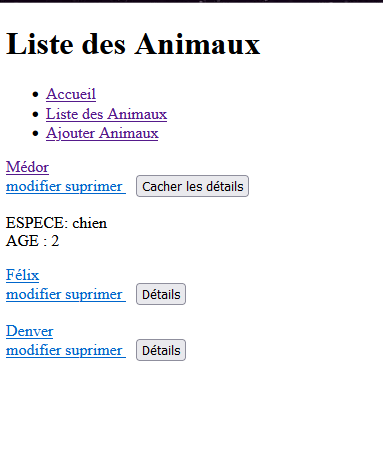 Liste des Animaux
Accueil
Liste des Animaux
Ajouter Animaux
Médor
modifier suprimer Cacher les détails
ESPECE: chien
AGE : 2
Félix
modifier suprimer Détails
Denver
modifier suprimer Détails